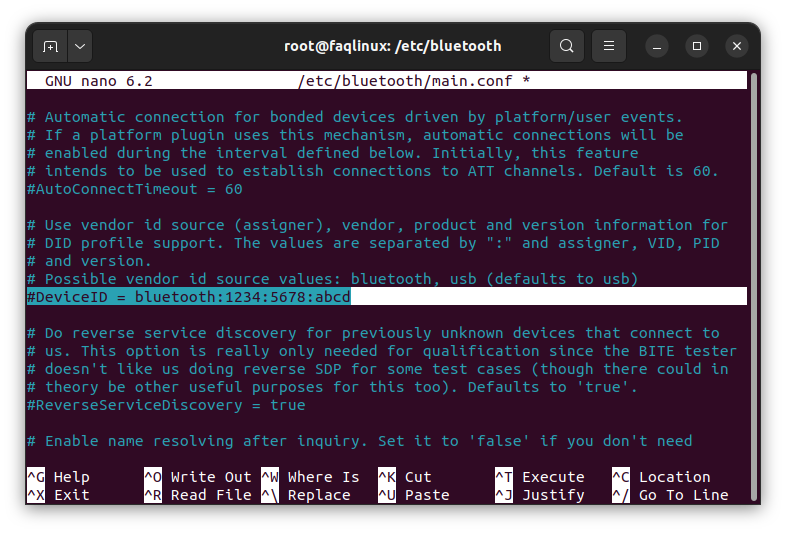 root@faqlinux: /etc/bluetooth
GNU nano 6.2 /etc/bluetooth/main.conf *
# Automatic connection for bonded devices driven by platform/user events.
# If a platform plugin uses this mechanism, automatic connections will be
# enabled during the interval defined below. Initially, this feature
# intends to be used to establish connections to ATT channels. Default is 60.
#AutoConnectTimeout = 60
# Use vendor id source (assigner), vendor, product and version information for
# DID profile support. The values are separated by ":" and assigner, VID, PID
# and version.
# Possible vendor id source values: bluetooth, usb (defaults to usb)
#DeviceID = bluetooth:1234:5678:abcd
# Do reverse service discovery for previously unknown devices that connect to
# us. This option is really only needed for qualification since the BITE tester
# doesn't like us doing reverse SDP for some test cases (though there could in
# theory be other useful purposes for this too). Defaults to 'true'.
#ReverseServiceDiscovery = true
# Enable name resolving after inquiry. Set it to 'false' if you don't need
^G Help ^O Write Out ^W Where Is ^K Cut ^T Execute ^C Location
^X Exit ^R Read File ^\ Replace ^U Paste ^J Justify ^/ Go To Line